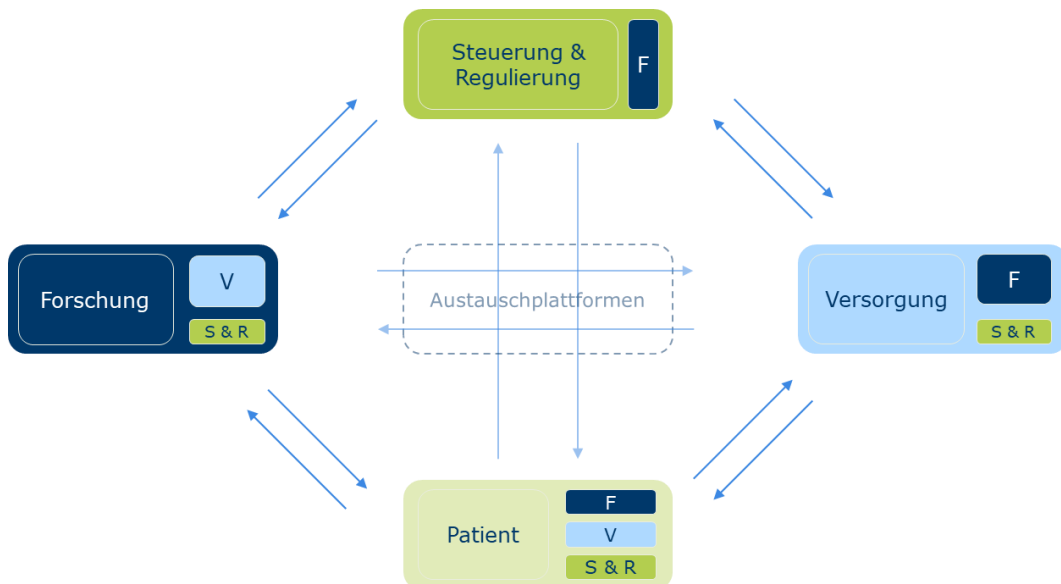 Steuerung &
Regulierung
F
Forschung
V
S & R
Austauschplattformen
Versorgung
F
S & R
Patient
F
V
S & R